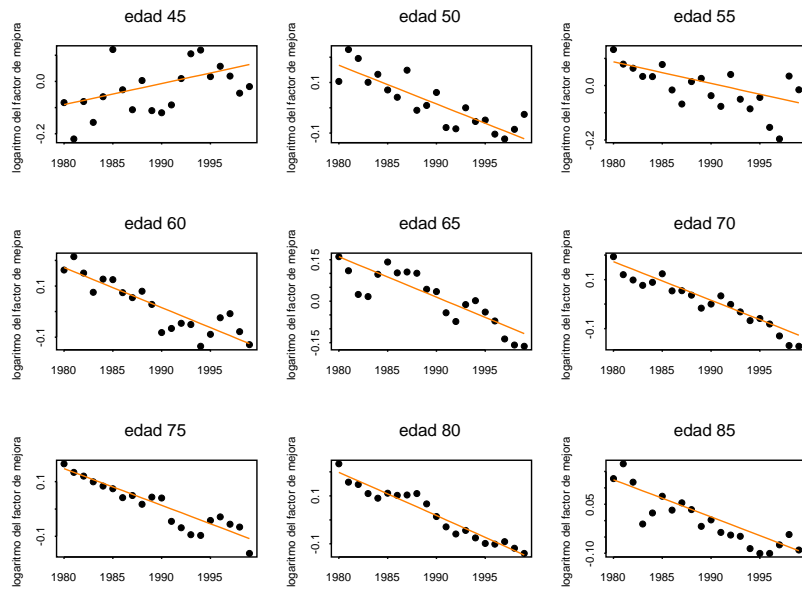 edad 45
edad 50
edad 55
logaritmo del factor de mejora
0.0
-0.2
1980 1985 1990 1995
logaritmo del factor de mejora
0.1
-0.1
1980 1985 1990 1995
logaritmo del factor de mejora
0.0
-0.2
1980 1985 1990 1995
edad 60
edad 65
edad 70
logaritmo del factor de mejora
0.1
-0.1
1980 1985 1990 1995
logaritmo del factor de mejora
0.15
0.0
-0.15
1980 1985 1990 1995
logaritmo del factor de mejora
0.1
-0.1
1980 1985 1990 1995
edad 75
edad 80
edad 85
logaritmo del factor de mejora
0.1
-0.1
1980 1985 1990 1995
logaritmo del factor de mejora
0.1
-0.1
1980 1985 1990 1995
logaritmo del factor de mejora
0.05
-0.10
1980 1985 1990 1995